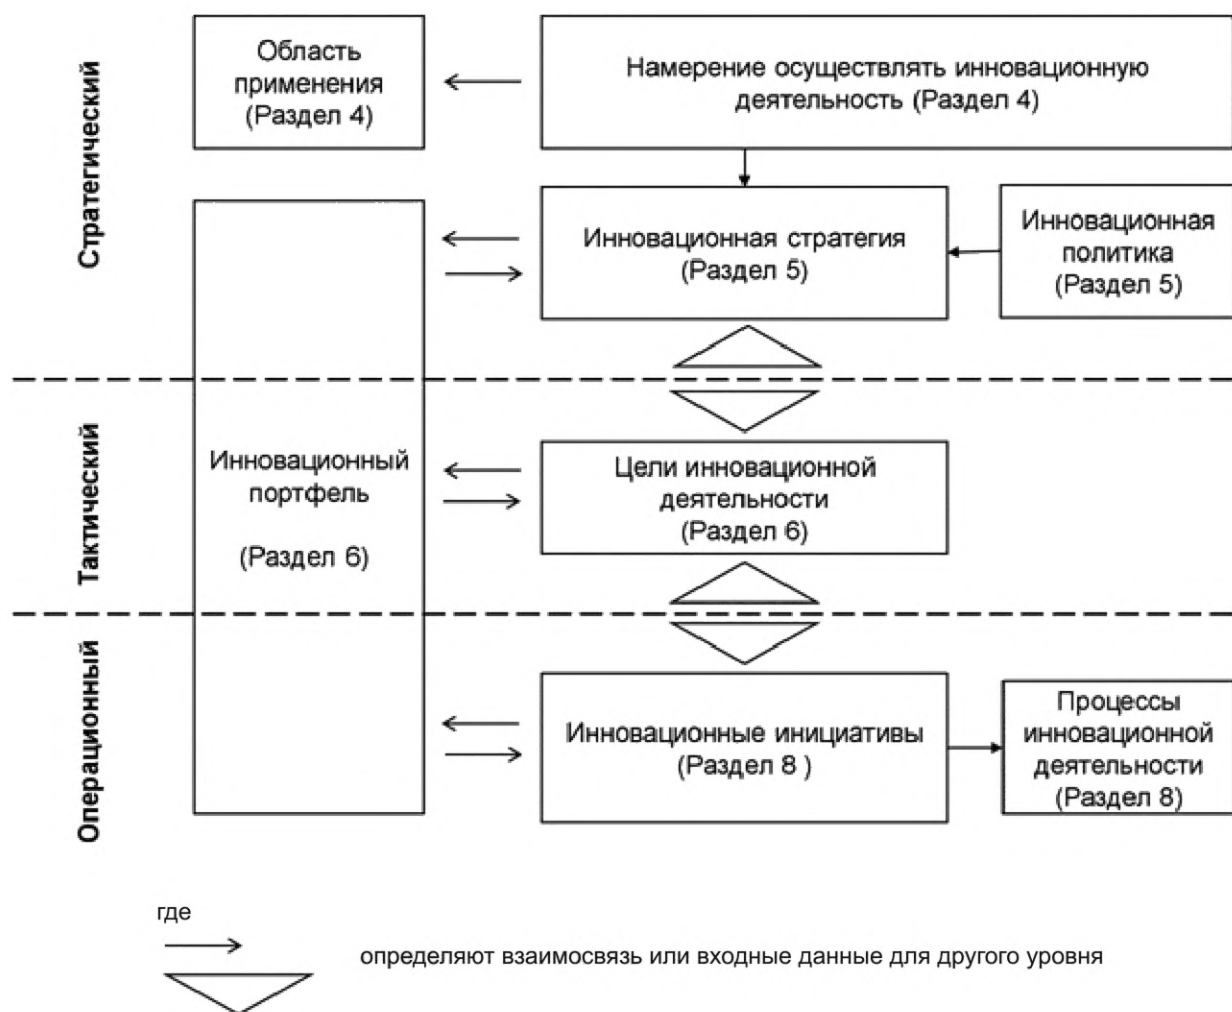 Стратегический
Область
применения
(Раздел 4)
Намерение осуществлять инновационную
деятельность (Раздел 4)
Инновационная стратегия
(Раздел 5)
Инновационная
политика
(Раздел 5)
Тактический
Инновационный
портфель
(Раздел 6)
Цели инновационной
деятельности
(Раздел 6)
Операционный
Инновационные инициативы
(Раздел 8 )
Процессы
инновационной
деятельности
(Раздел 8)
где
определяют взаимосвязь или входные данные для другого уровня